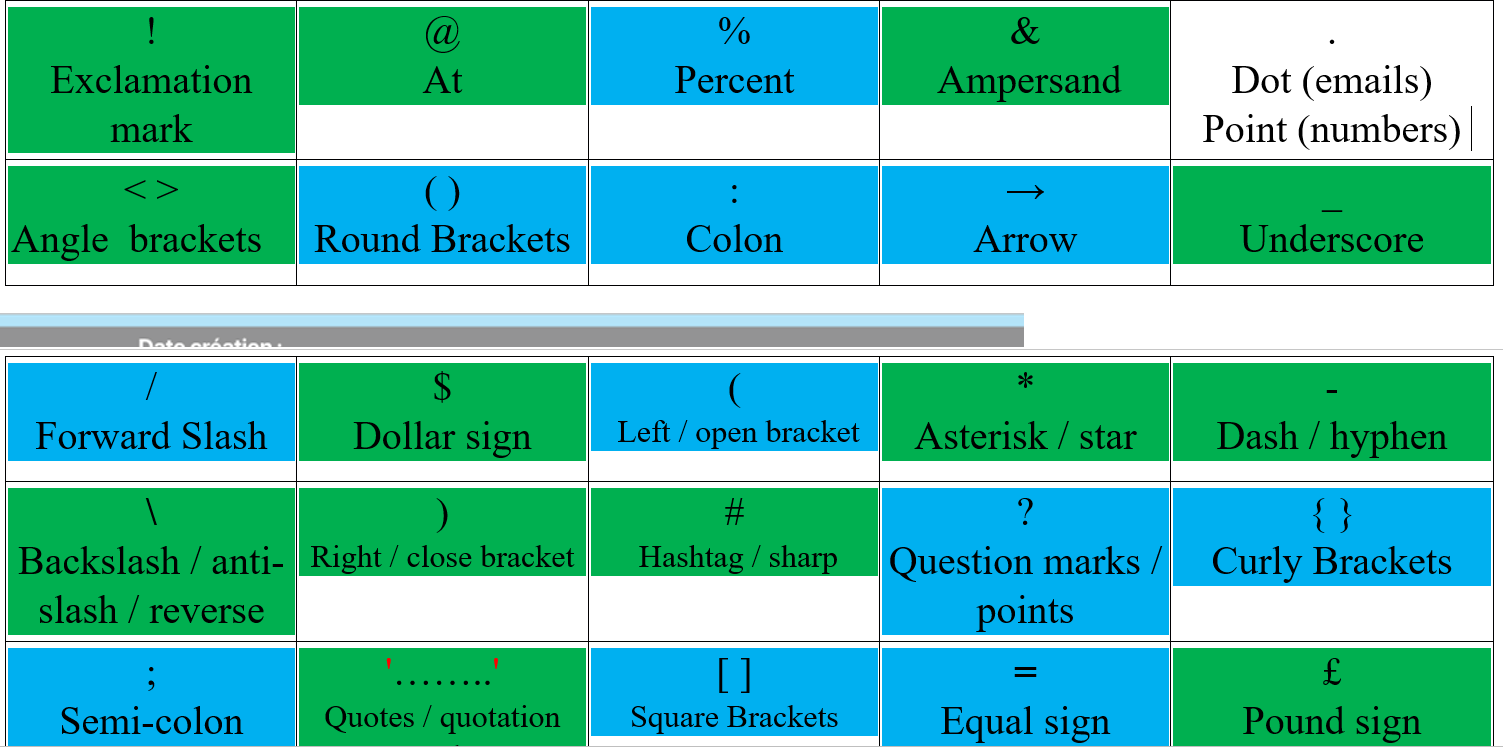 ! @ % & .
Exclamation At Percent Ampersand Dot (emails)
mark Point (numbers)
< > ( ) : → _
Angle brackets Round Brackets Colon Arrow Underscore
Date création :
/ $ ( * -
Forward Slash Dollar sign Left / open bracket Asterisk / star Dash / hyphen
\ ) # ? { }
Backslash / anti- Right / close bracket Hashtag / sharp Question marks / Curly Brackets
slash / reverse points
; '……..' [ ] = £
Semi-colon Quotes / quotation Square Brackets Equal sign Pound sign